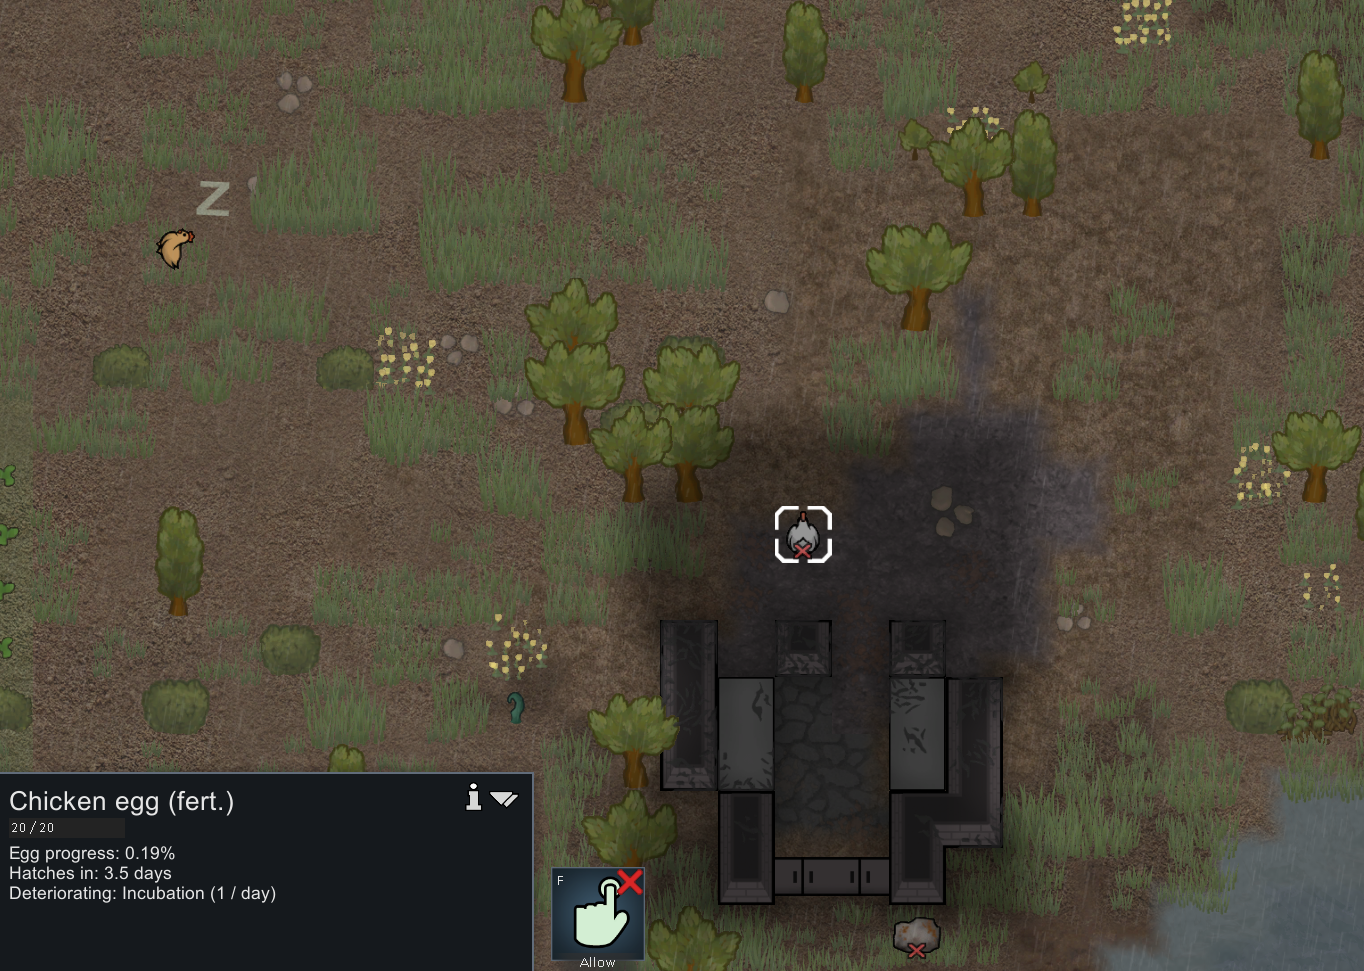 Z
Chicken egg (fert.)
20 / 20
Egg progress: 0.19%
Hatches in: 3.5 days
Deteriorating: Incubation (1 / day)
F
Allow